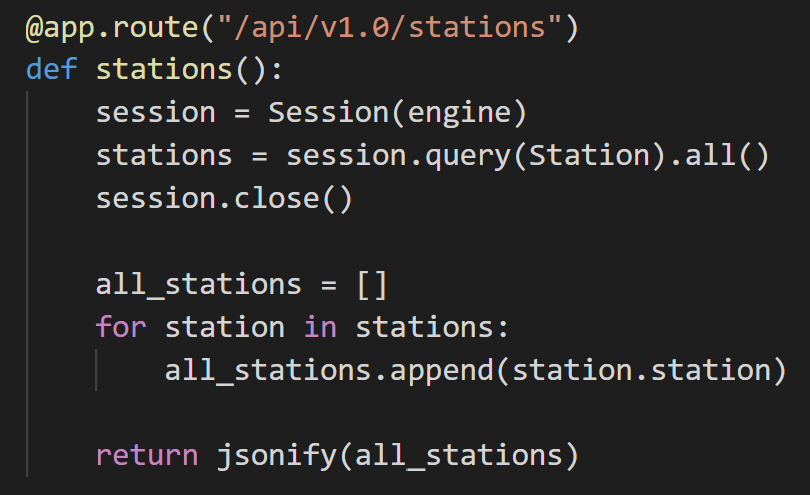 @app.route("/api/v1.0/stations")
def stations():
    session = Session(engine)
    stations = session.query(Station).all()
    session.close()

    all_stations = []
    for station in stations:
        all_stations.append(station.station)

    return jsonify(all_stations)